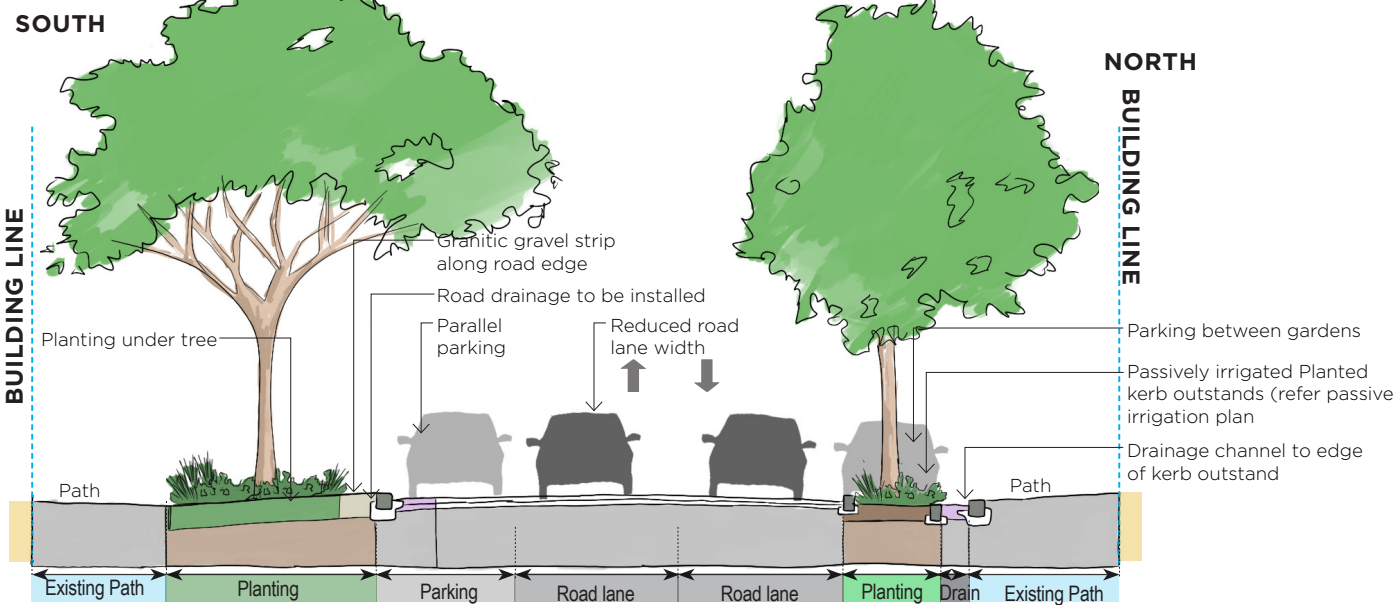 SOUTH
NORTH
BUILDING LINE
BUILDING LINE
Granitic gravel strip
along road edge
Road drainage to be installed
Parallel
parking
Reduced road
lane width
Planting under tree
Parking between gardens
Passively irrigated Planted
kerb outstands (refer passive
irrigation plan
Drainage channel to edge
of kerb outstand
Path
Path
Existing Path
Planting
Parking
Road lane
Road lane
Planting
Drain
Existing Path